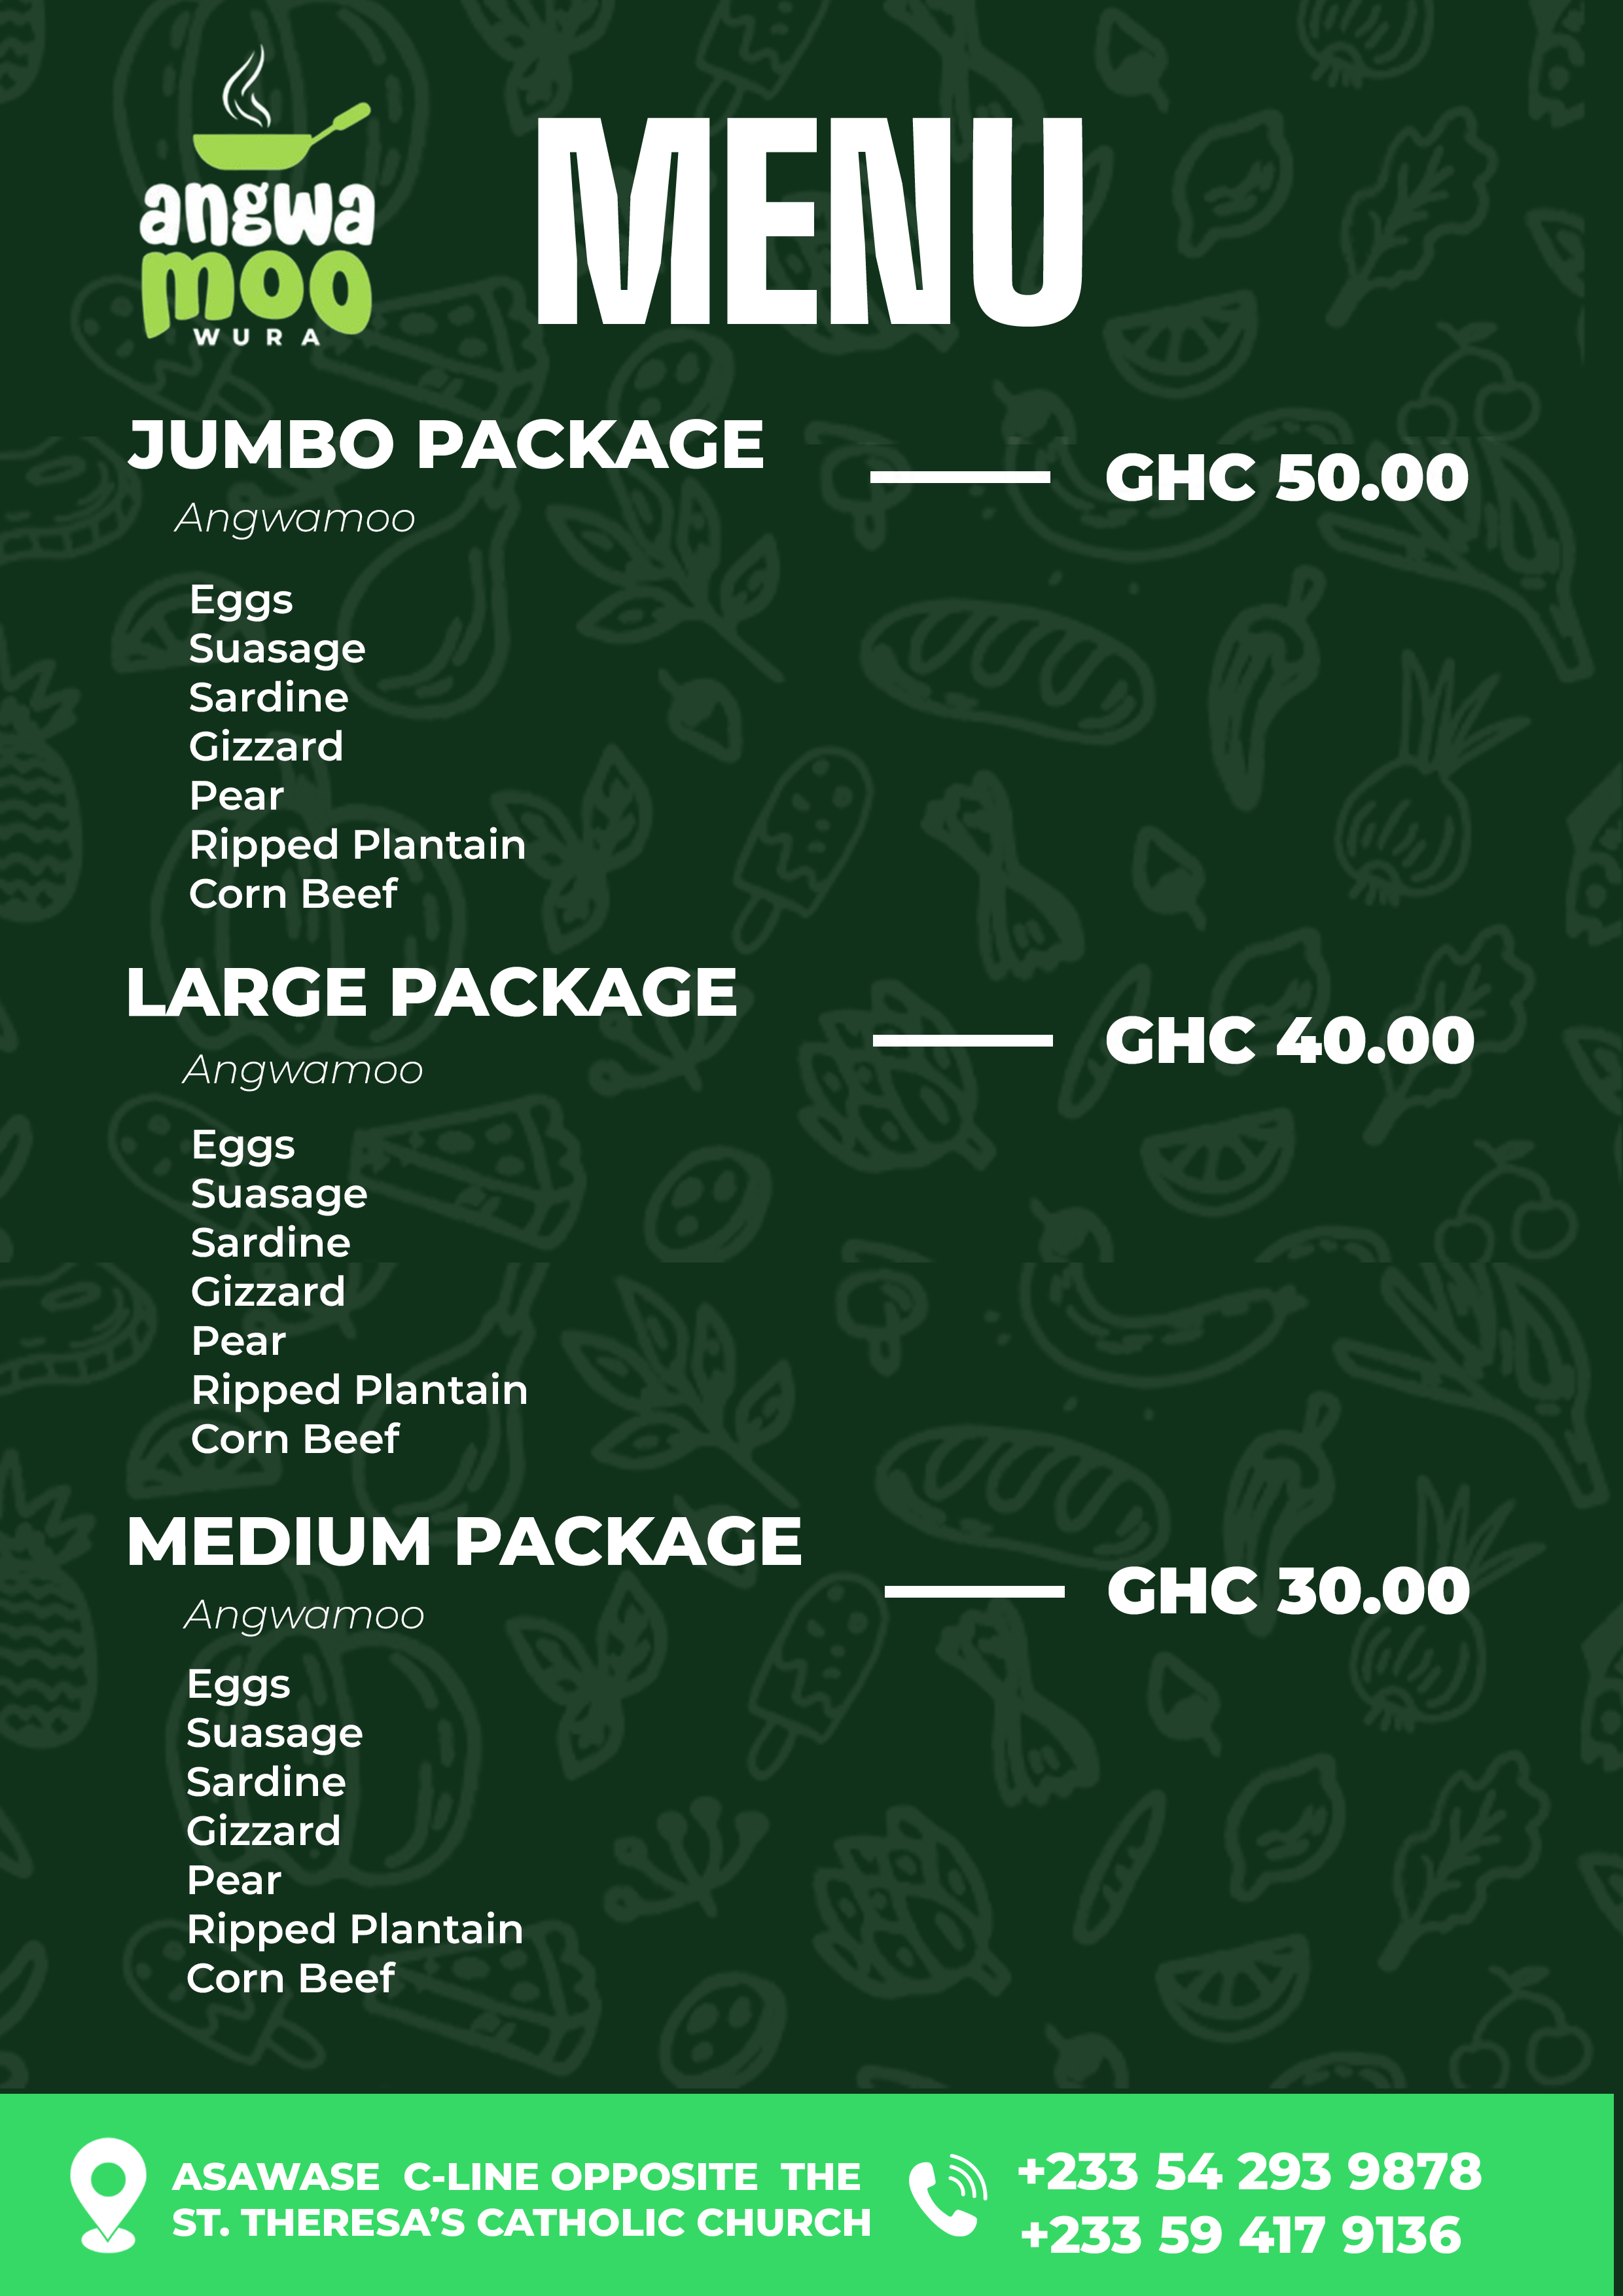 angwa
moo
WURA
MENU
JUMBO PACKAGE
GHC 50.00
Angwamoo
Eggs
Suasage
Sardine
Gizzard
Pear
Ripped Plantain
Corn Beef
LARGE PACKAGE
GHC 40.00
Angwamoo
Eggs
Suasage
Sardine
Gizzard
Pear
Ripped Plantain
Corn Beef
MEDIUM PACKAGE
GHC 30.00
Angwamoo
Eggs
Suasage
Sardine
Gizzard
Pear
Ripped Plantain
Corn Beef
ASAWASE C-LINE OPPOSITE THE
ST. THERESA’S CATHOLIC CHURCH
+233 54 293 9878
+233 59 417 9136